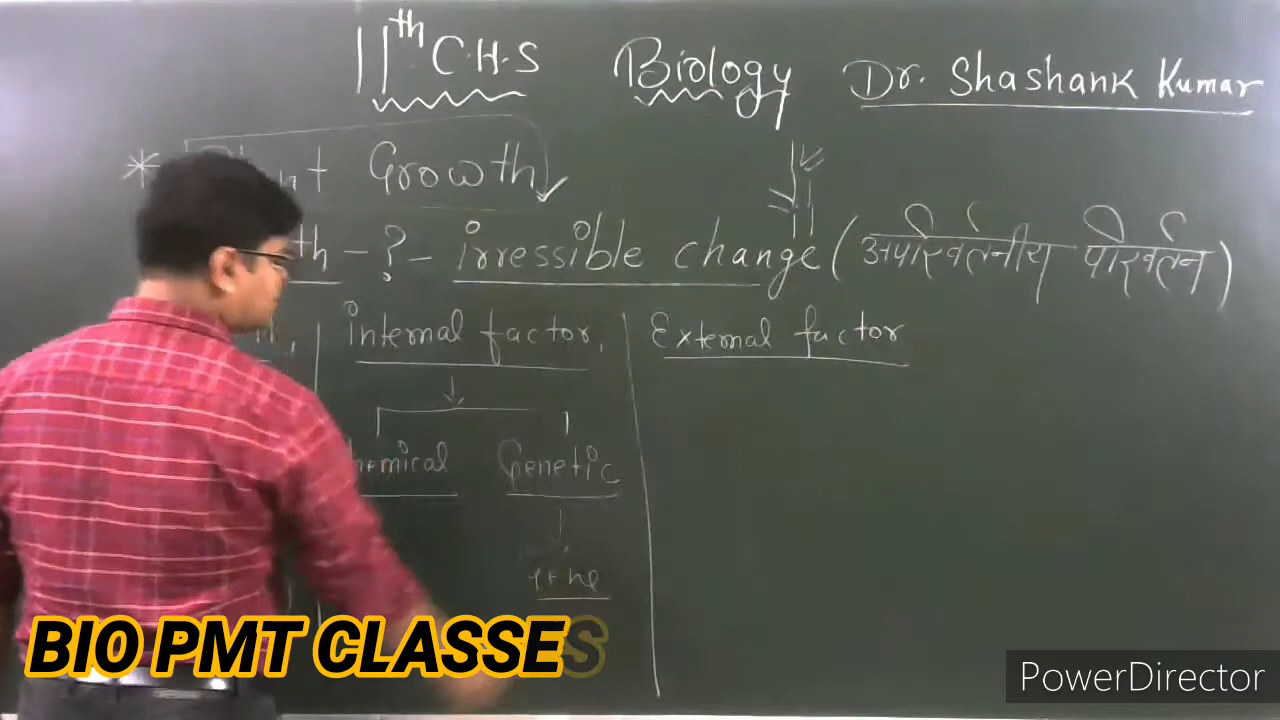 11th C.H.S Biology Dr. Shashank Kumar
* Growth
- ? - irressible change (अपरिवर्तनीय परिवर्तन)
internal factor, External factor
Genetic
BIO PMT CLASSES
PowerDirector